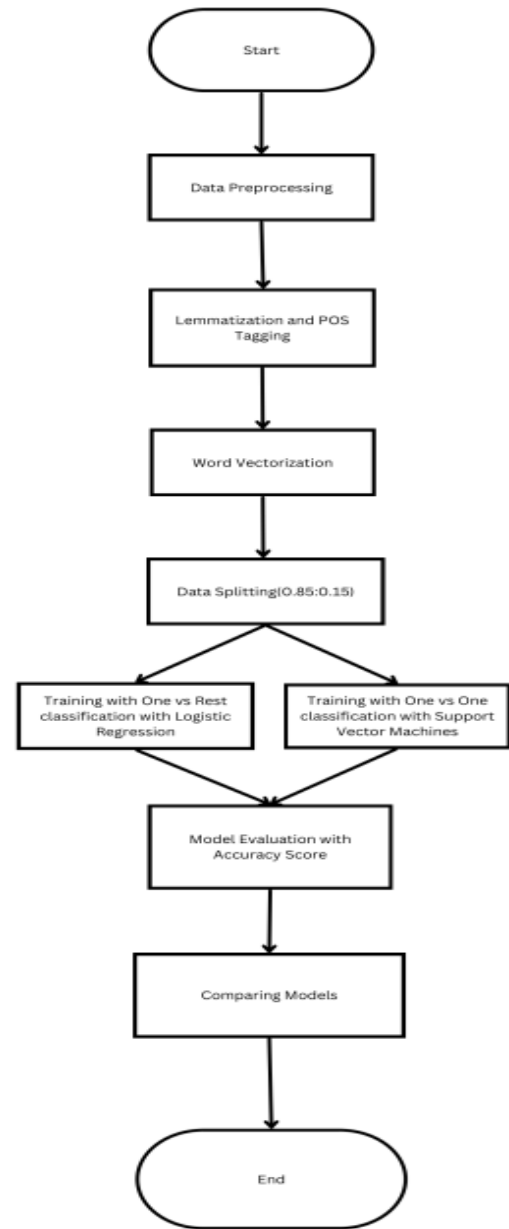 Start
Data Preprocessing
Lemmatization and POS
Tagging
Word Vectorization
Data Splitting(0.85:0.15)
Training with One vs Rest
classification with Logistic
Regression
Training with One vs One
classification with Support
Vector Machines
Model Evaluation with
Accuracy Score
Comparing Models
End